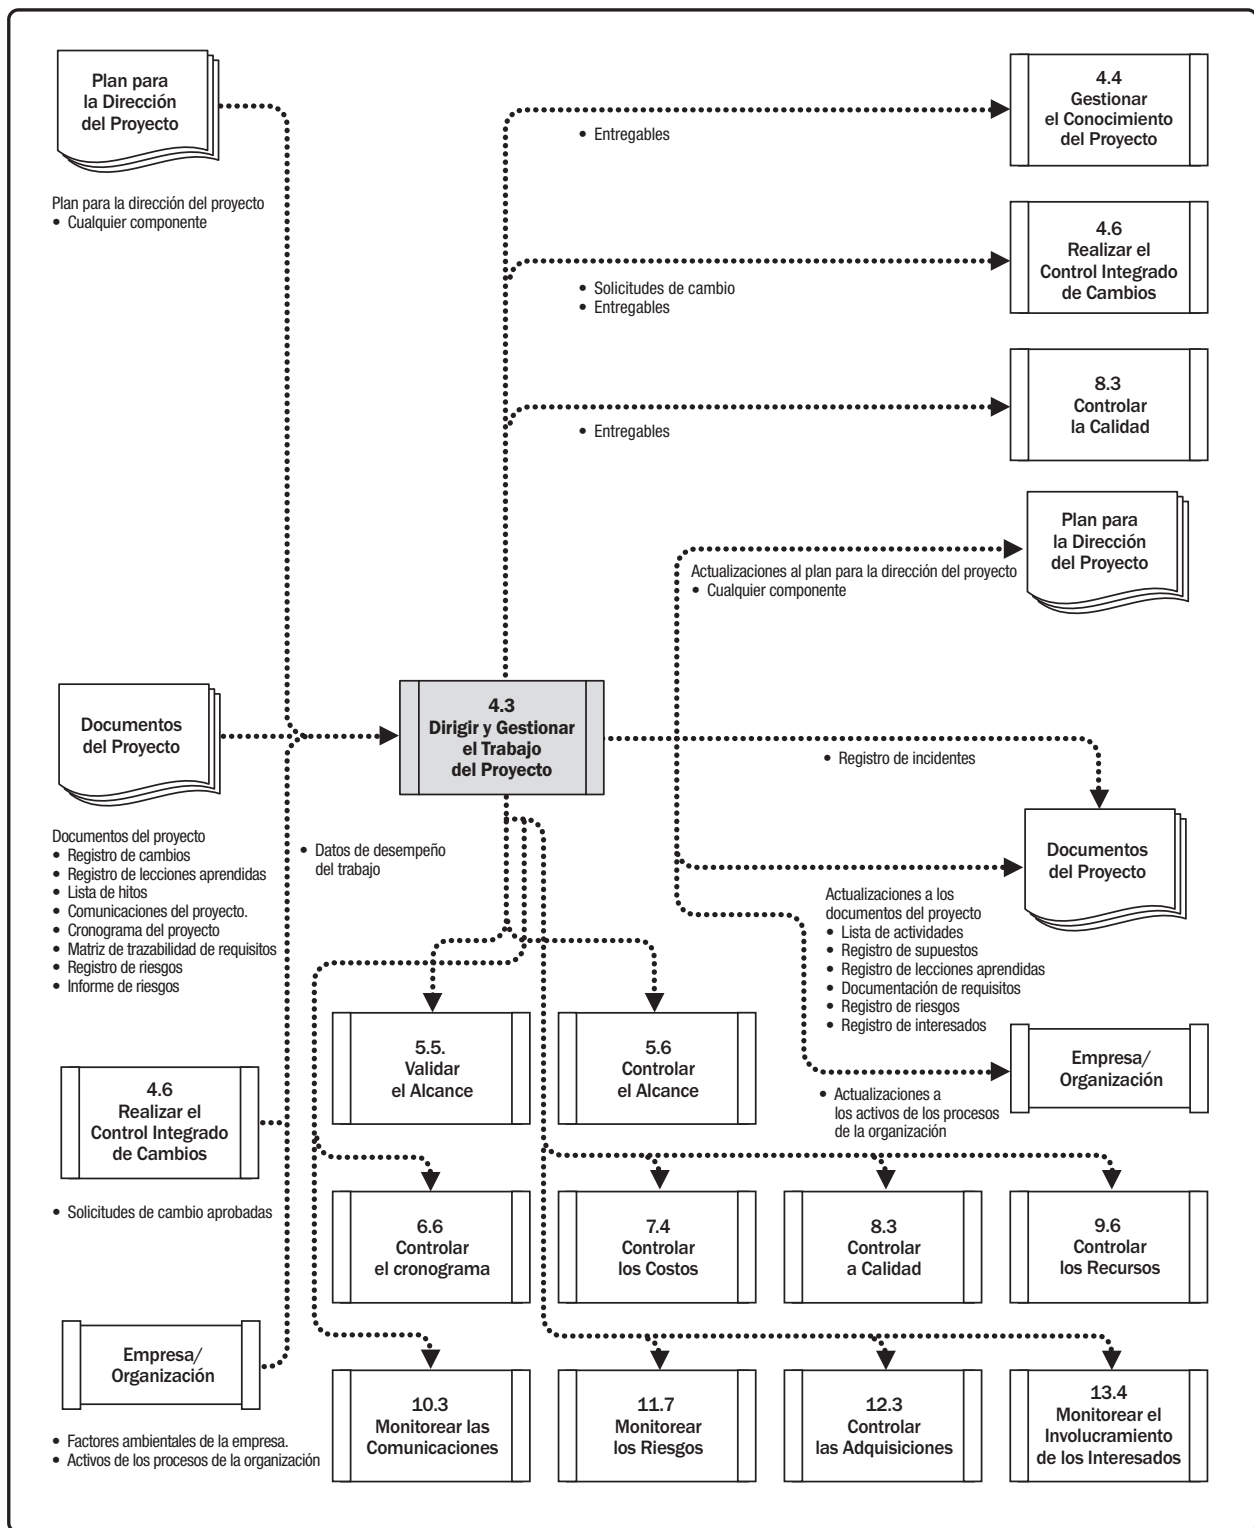 Plan para
la Dirección
del Proyecto
Plan para la dirección del proyecto
• Cualquier componente
4.4
Gestionar
el Conocimiento
del Proyecto
• Entregables
4.6
Realizar el
Control Integrado
de Cambios
• Solicitudes de cambio
• Entregables
8.3
Controlar
la Calidad
• Entregables
Plan para
la Dirección
del Proyecto
Actualizaciones al plan para la dirección del proyecto
• Cualquier componente
Documentos
del Proyecto
4.3
Dirigir y Gestionar
el Trabajo
del Proyecto
• Registro de incidentes
Documentos del proyecto
• Registro de cambios
• Registro de lecciones aprendidas
• Lista de hitos
• Comunicaciones del proyecto.
• Cronograma del proyecto
• Matriz de trazabilidad de requisitos
• Registro de riesgos
• Informe de riesgos
• Datos de desempeño
del trabajo
Documentos
del Proyecto
Actualizaciones a los
documentos del proyecto
• Lista de actividades
• Registro de supuestos
• Registro de lecciones aprendidas
• Documentación de requisitos
• Registro de riesgos
• Registro de interesados
5.5.
Validar
el Alcance
5.6
Controlar
el Alcance
Empresa/
Organización
• Actualizaciones a
los activos de los procesos
de la organización
4.6
Realizar el
Control Integrado
de Cambios
• Solicitudes de cambio aprobadas
6.6
Controlar
el cronograma
7.4
Controlar
los Costos
8.3
Controlar
a Calidad
9.6
Controlar
los Recursos
Empresa/
Organización
• Factores ambientales de la empresa.
• Activos de los procesos de la organización
10.3
Monitorear las
Comunicaciones
11.7
Monitorear
los Riesgos
12.3
Controlar
las Adquisiciones
13.4
Monitorear el
Involucramiento
de los Interesados